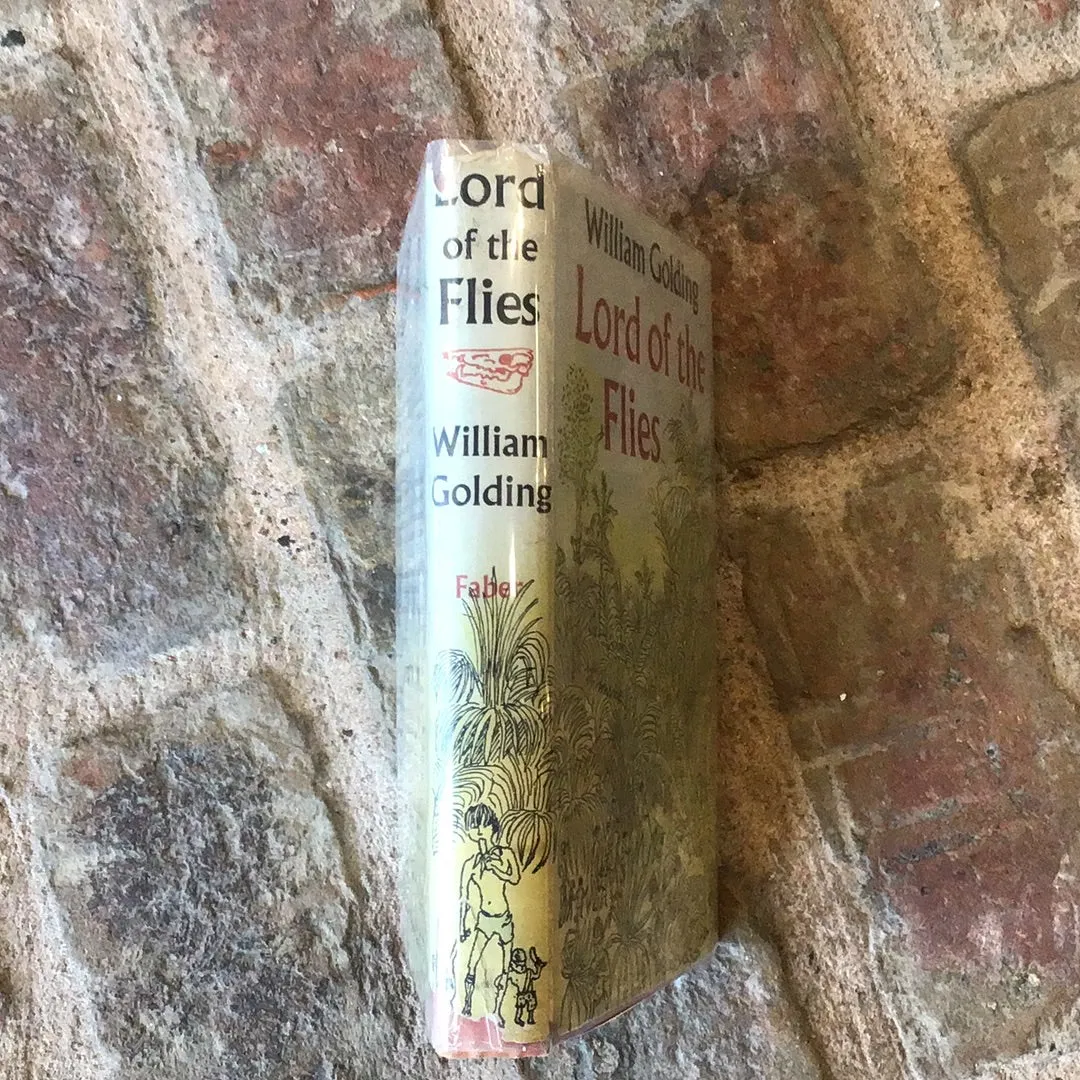 Lord
of the
Flies
William
Golding
Faber
William Golding
Lord of the
Flies